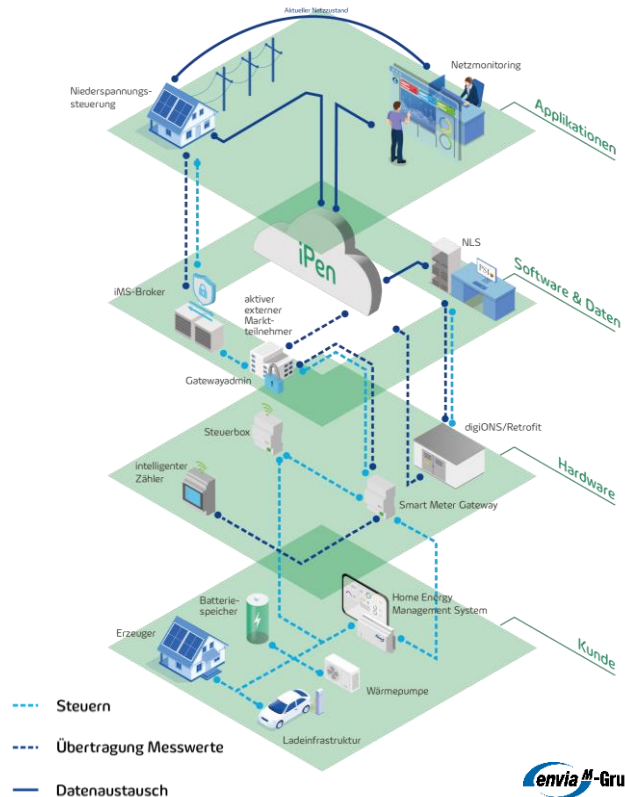 Aktueller Netzzustand
Netzmonitoring
Niederspannungs-
steuerung
Applikationen
iPen
NLS
PSI
Software & Daten
iMS-Broker
aktiver
externer
Markt-
teilnehmer
Gatewayadmin
digiONS/Retrofit
Steuerbox
Hardware
intelligenter
Zähler
Smart Meter Gateway
Batterie-
speicher
Home Energy
Management System
Erzeuger
Kunde
Wärmepumpe
Ladeinfrastruktur
Steuern
Übertragung Messwerte
Datenaustausch
envia M-Gru